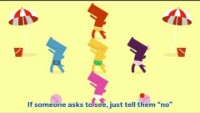 If someone asks to see, just tell them “no”